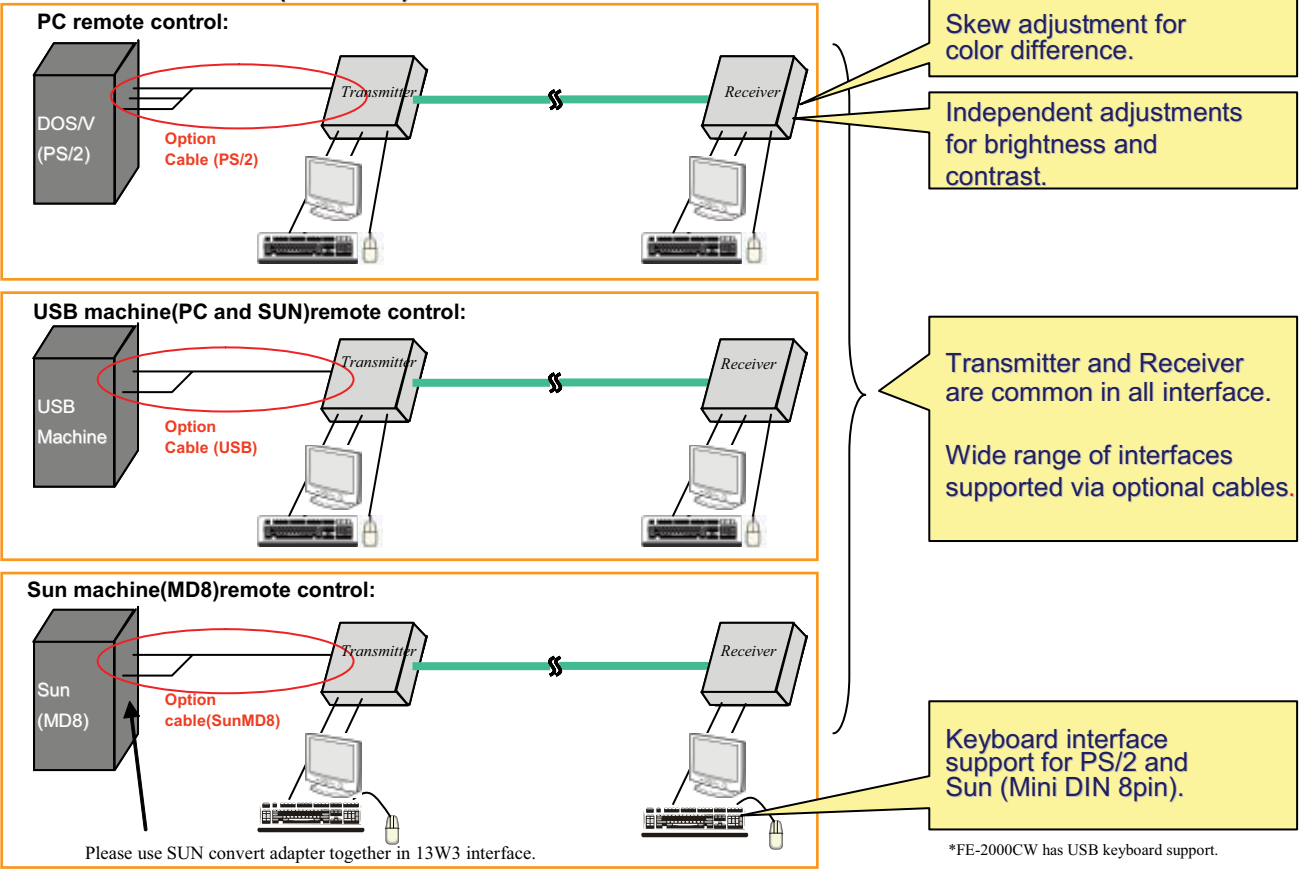 PC remote control:
DOS/V
(PS/2)
Option
Cable (PS/2)
Transmitter
Receiver
Skew adjustment for
color difference.
Independent adjustments
for brightness and
contrast.
USB machine(PC and SUN)remote control:
USB
Machine
Option
Cable (USB)
Transmitter
Receiver
Transmitter and Receiver
are common in all interface.
Wide range of interfaces
supported via optional cables.
Sun machine(MD8)remote control:
Sun
(MD8)
Option
cable(SunMD8)
Transmitter
Receiver
Keyboard interface
support for PS/2 and
Sun (Mini DIN 8pin).
Please use SUN convert adapter together in 13W3 interface.
*FE-2000CW has USB keyboard support.